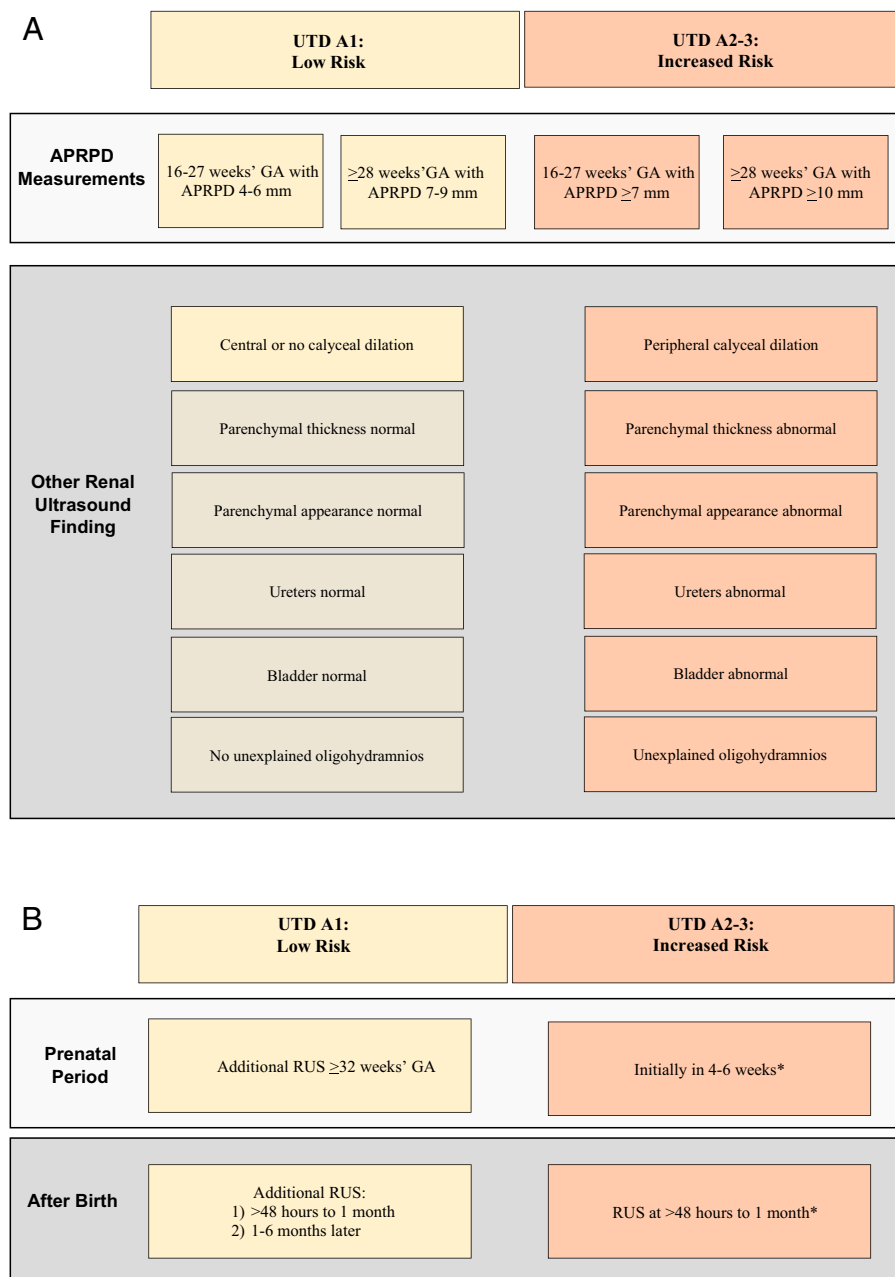 A
UTD A1:
Low Risk
UTD A2-3:
Increased Risk
APRPD
Measurements
16-27 weeks' GA with
APRPD 4-6 mm
≥28 weeks'GA with
APRPD 7-9 mm
16-27 weeks' GA with
APRPD ≥7 mm
≥28 weeks' GA with
APRPD ≥10 mm
Other Renal
Ultrasound
Finding
Central or no calyceal dilation
Peripheral calyceal dilation
Parenchymal thickness normal
Parenchymal thickness abnormal
Parenchymal appearance normal
Parenchymal appearance abnormal
Ureters normal
Ureters abnormal
Bladder normal
Bladder abnormal
No unexplained oligohydramnios
Unexplained oligohydramnios
B
UTD A1:
Low Risk
UTD A2-3:
Increased Risk
Prenatal
Period
Additional RUS ≥32 weeks' GA
Initially in 4-6 weeks*
After Birth
Additional RUS:
1) >48 hours to 1 month
2) 1-6 months later
RUS at >48 hours to 1 month*